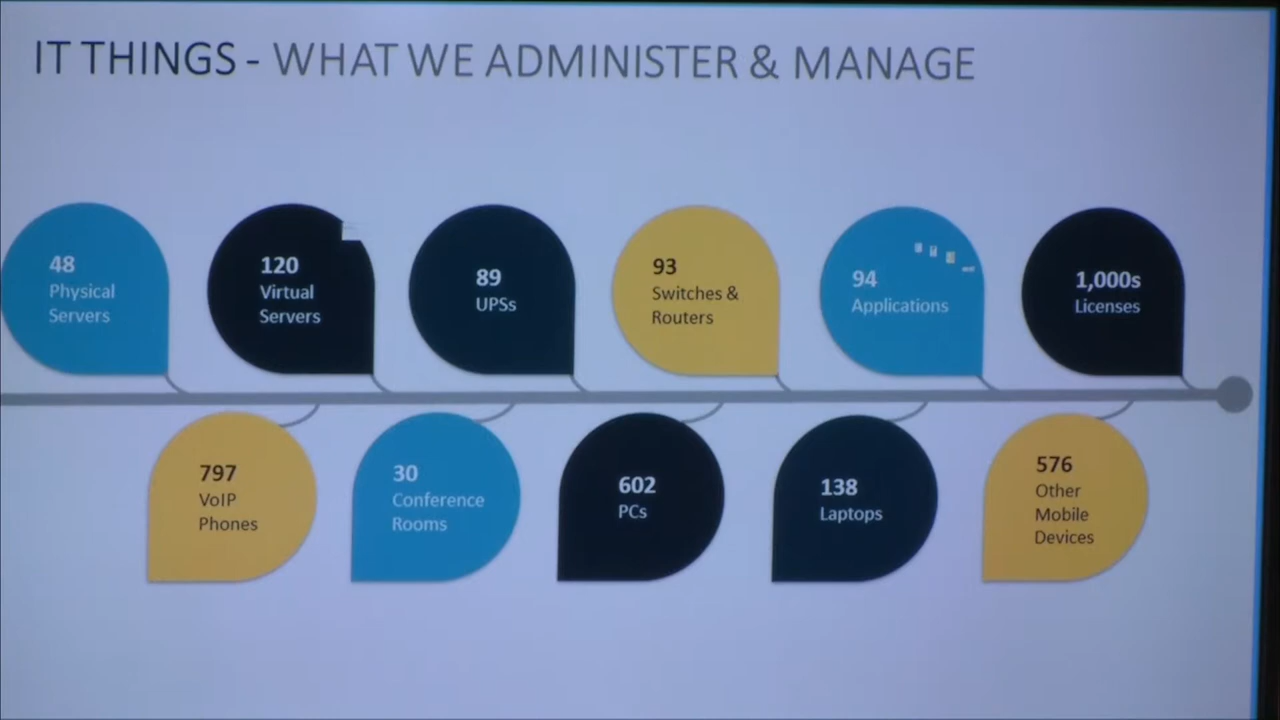 IT THINGS - WHAT WE ADMINISTER & MANAGE
48
Physical
Servers
120
Virtual
Servers
89
UPSs
93
Switches &
Routers
94
Applications
1,000s
Licenses
797
VoIP
Phones
30
Conference
Rooms
602
PCs
138
Laptops
576
Other
Mobile
Devices